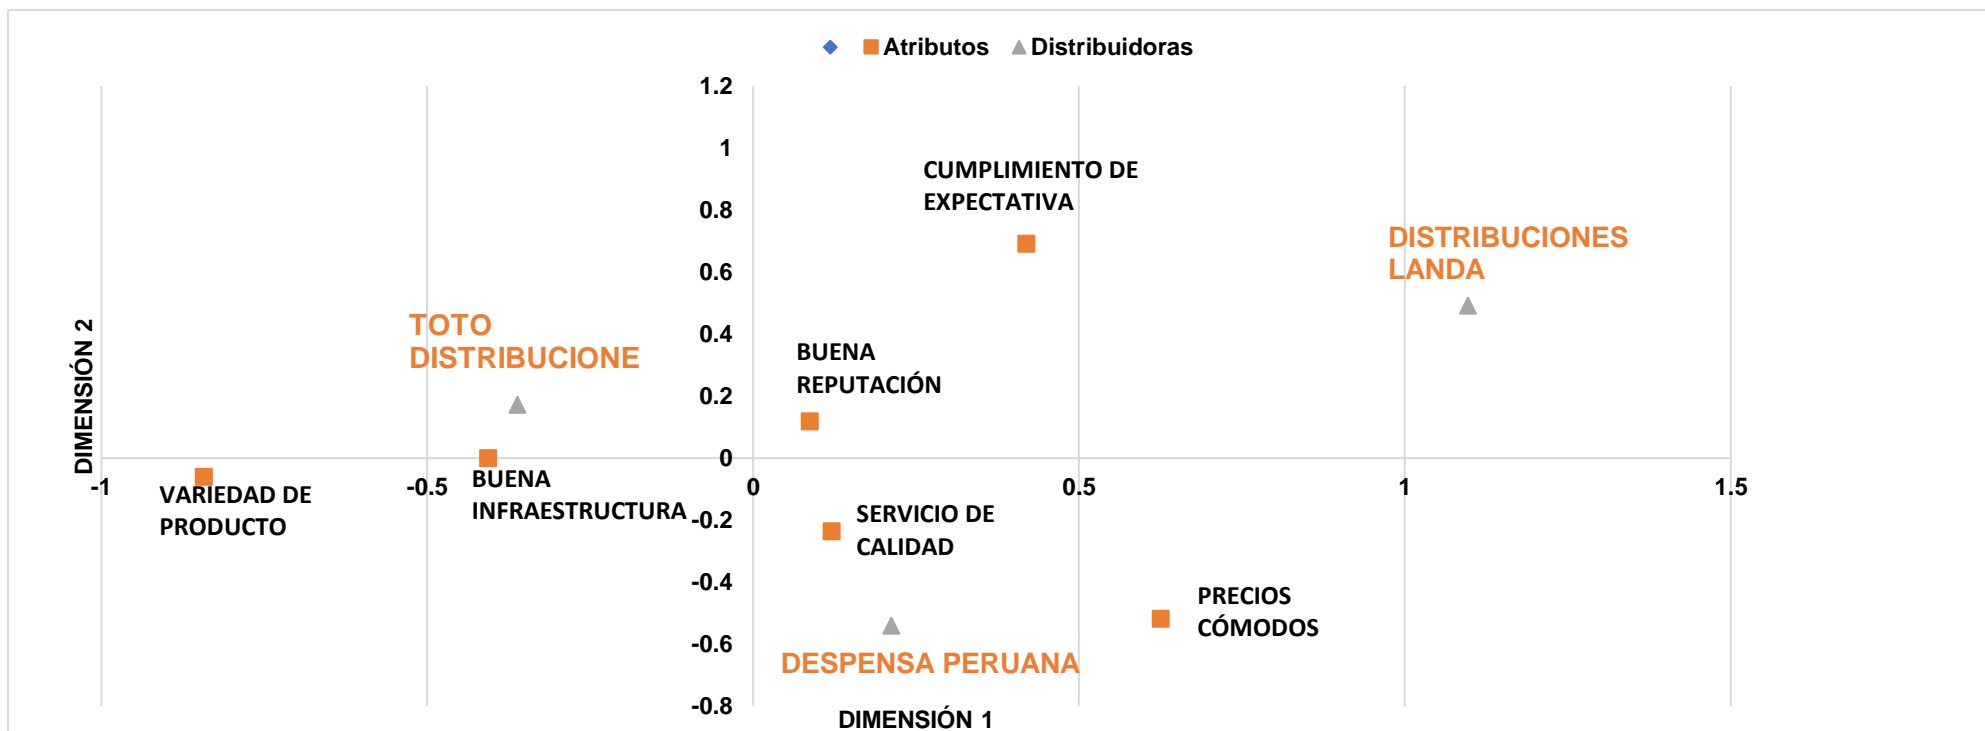 Atributos Distribuidoras
1.2
1
CUMPLIMIENTO DE
EXPECTATIVA
0.8
DISTRIBUCIONES
LANDA
0.6
TOTO
DISTRIBUCIONE
0.4
BUENA
REPUTACIÓN
0.2
DIMENSIÓN 2
0
-1
-0.5
0
0.5
1
1.5
VARIEDAD DE
PRODUCTO
BUENA
INFRAESTRUCTURA
-0.2
SERVICIO DE
CALIDAD
-0.4
PRECIOS
CÓMODOS
-0.6
DESPENSA PERUANA
-0.8
DIMENSIÓN 1